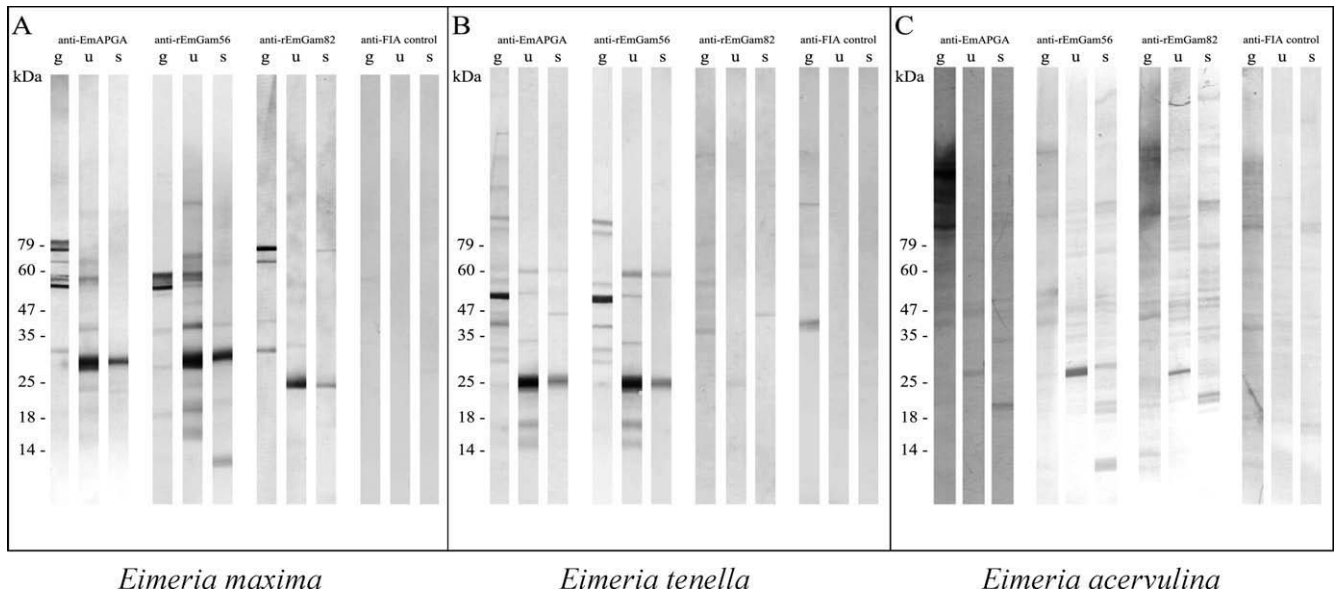 A
anti-EmAPGA anti-rEmGam56 anti-rEmGam82 anti-FIA control
g u s g u s g u s g u s
kDa
79 -
60 -
47 -
35 -
25 -
18 -
14 -
B
anti-EmAPGA anti-rEmGam56 anti-rEmGam82 anti-FIA control
g u s g u s g u s g u s
kDa
79 -
60 -
47 -
35 -
25 -
18 -
14 -
C
anti-EmAPGA anti-rEmGam56 anti-rEmGam82 anti-FIA control
g u s g u s g u s g u s
kDa
79 -
60 -
47 -
35 -
25 -
18 -
14 -
Eimeria maxima Eimeria tenella Eimeria acervulina